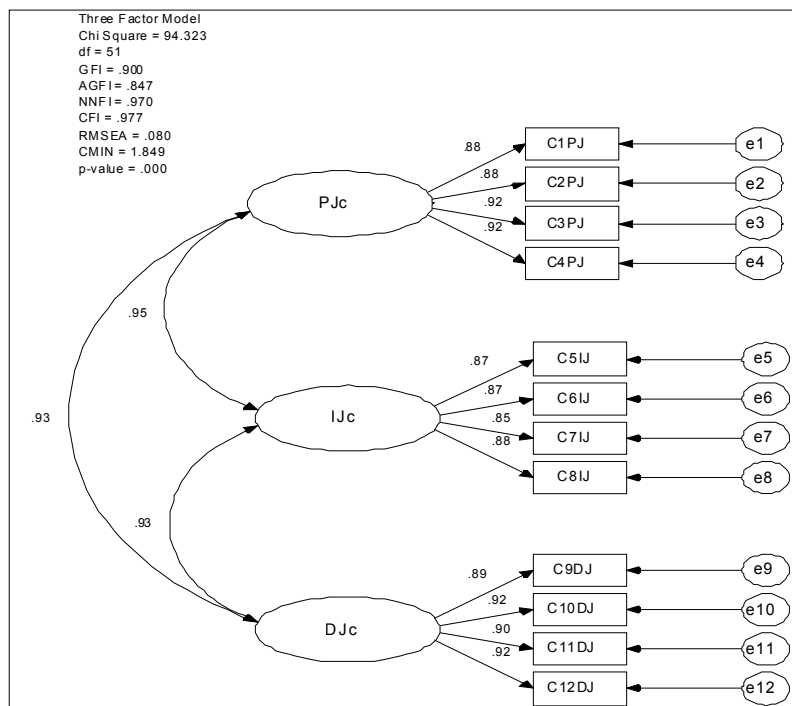 Three Factor Model
Chi Square = 94.323
df = 51
GFI = .900
AGFI = .847
NNFI = .970
CFI = .977
RMSEA = .080
CMIN = 1.849
p-value = .000
PJc
.88
.88
.92
.92
C1PJ
e1
C2PJ
e2
C3PJ
e3
C4PJ
e4
.95
.93
IJc
.87
.87
.85
.88
C5IJ
e5
C6IJ
e6
C7IJ
e7
C8IJ
e8
.93
DJc
.89
.92
.90
.92
C9DJ
e9
C10DJ
e10
C11DJ
e11
C12DJ
e12